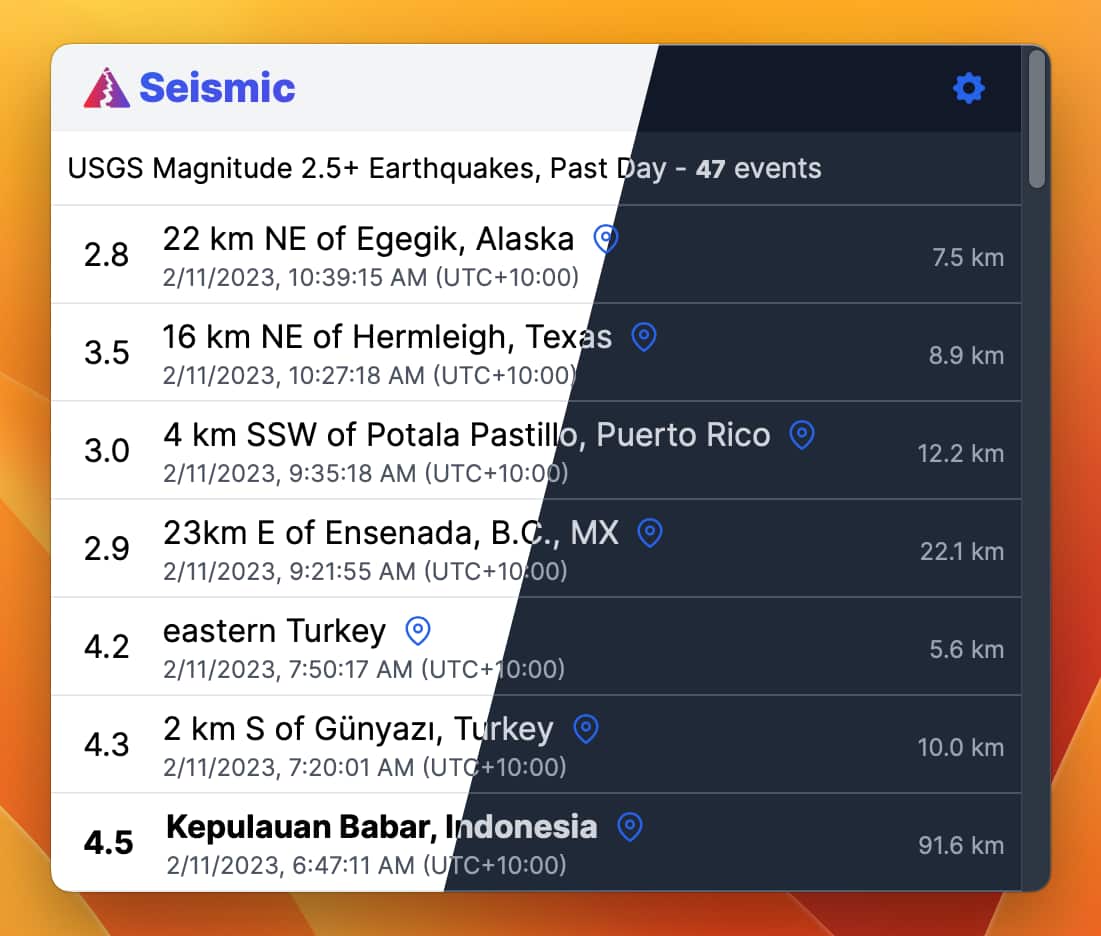 Seismic
USGS Magnitude 2.5+ Earthquakes, Past Day - 47 events
2.8
22 km NE of Egegik, Alaska
2/11/2023, 10:39:15 AM (UTC+10:00)
7.5 km
3.5
16 km NE of Hermleigh, Texas
2/11/2023, 10:27:18 AM (UTC+10:00)
8.9 km
3.0
4 km SSW of Potala Pastillo, Puerto Rico
2/11/2023, 9:35:18 AM (UTC+10:00)
12.2 km
2.9
23km E of Ensenada, B.C., MX
2/11/2023, 9:21:55 AM (UTC+10:00)
22.1 km
4.2
eastern Turkey
2/11/2023, 7:50:17 AM (UTC+10:00)
5.6 km
4.3
2 km S of Günyazı, Turkey
2/11/2023, 7:20:01 AM (UTC+10:00)
10.0 km
4.5
Kepulauan Babar, Indonesia
2/11/2023, 6:47:11 AM (UTC+10:00)
91.6 km